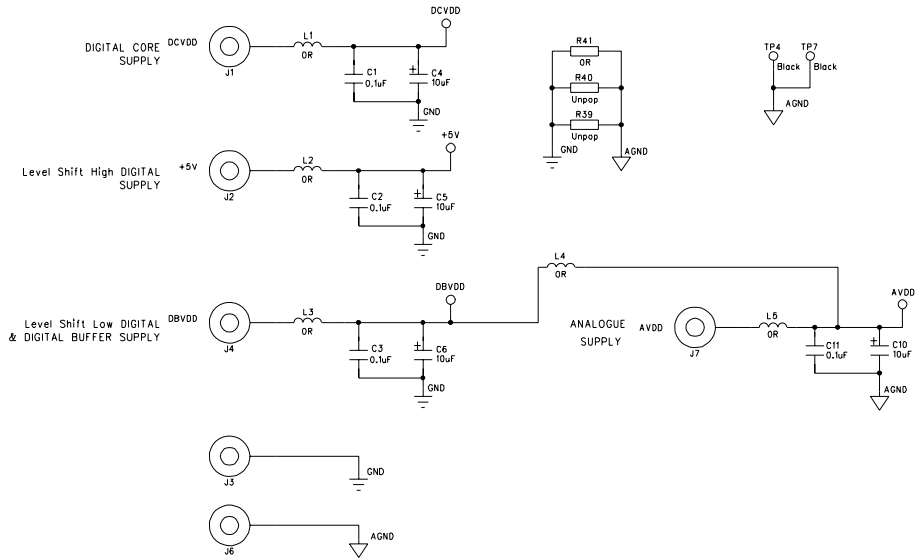 DIGITAL CORE
SUPPLY
DCVDD
J1
L1
0R
DCVDD
C1
0.1uF
C4
10uF
GND
R41
0R
R40
Unpop
R39
Unpop
GND
AGND
TP4
Black
TP7
Black
AGND
Level Shift High DIGITAL
SUPPLY
+5V
J2
L2
0R
+5V
C2
0.1uF
C5
10uF
GND
Level Shift Low DIGITAL
& DIGITAL BUFFER SUPPLY
DBVDD
J4
L3
0R
DBVDD
C3
0.1uF
C6
10uF
GND
L4
0R
ANALOGUE
SUPPLY
AVDD
J7
L5
0R
AVDD
C11
0.1uF
C10
10uF
AGND
J3
GND
J6
AGND